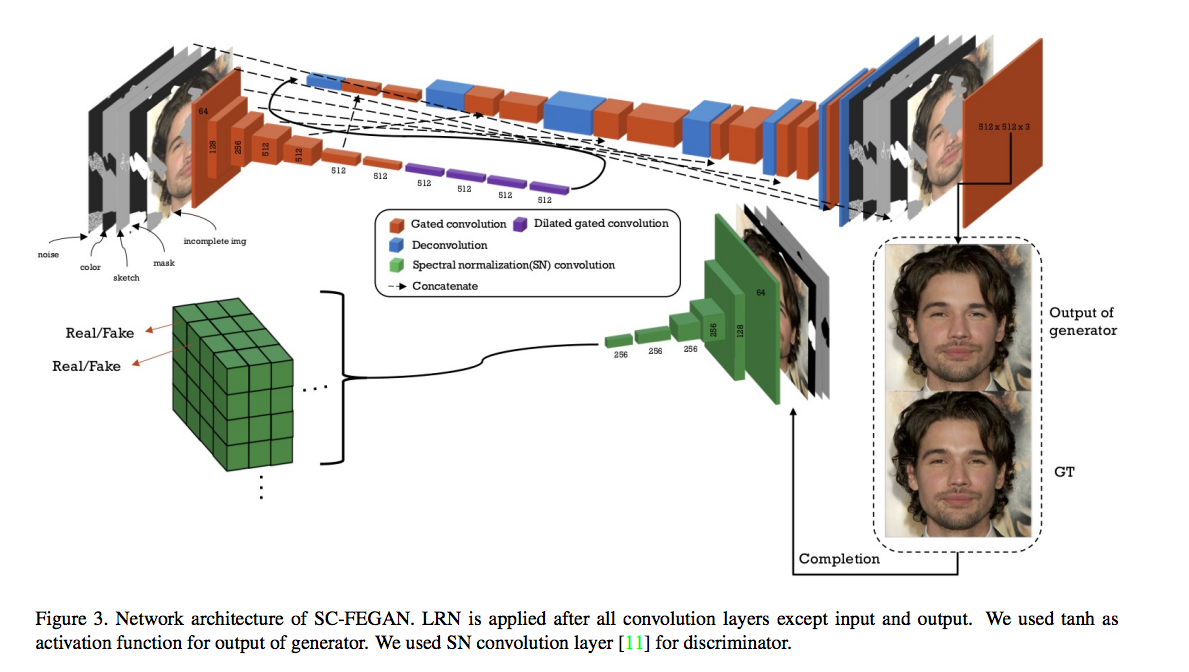 64
128
256
512
512
512
512
512
512
512
512
512x512x3
noise
color
sketch
mask
incomplete img
Gated convolution
Dilated gated convolution
Deconvolution
Spectral normalization(SN) convolution
Concatenate
Real/Fake
Real/Fake
...
...
256
256
256
256
128
64
Output of
generator
GT
Completion
Figure 3. Network architecture of SC-FEGAN. LRN is applied after all convolution layers except input and output. We used tanh as
activation function for output of generator. We used SN convolution layer [11] for discriminator.